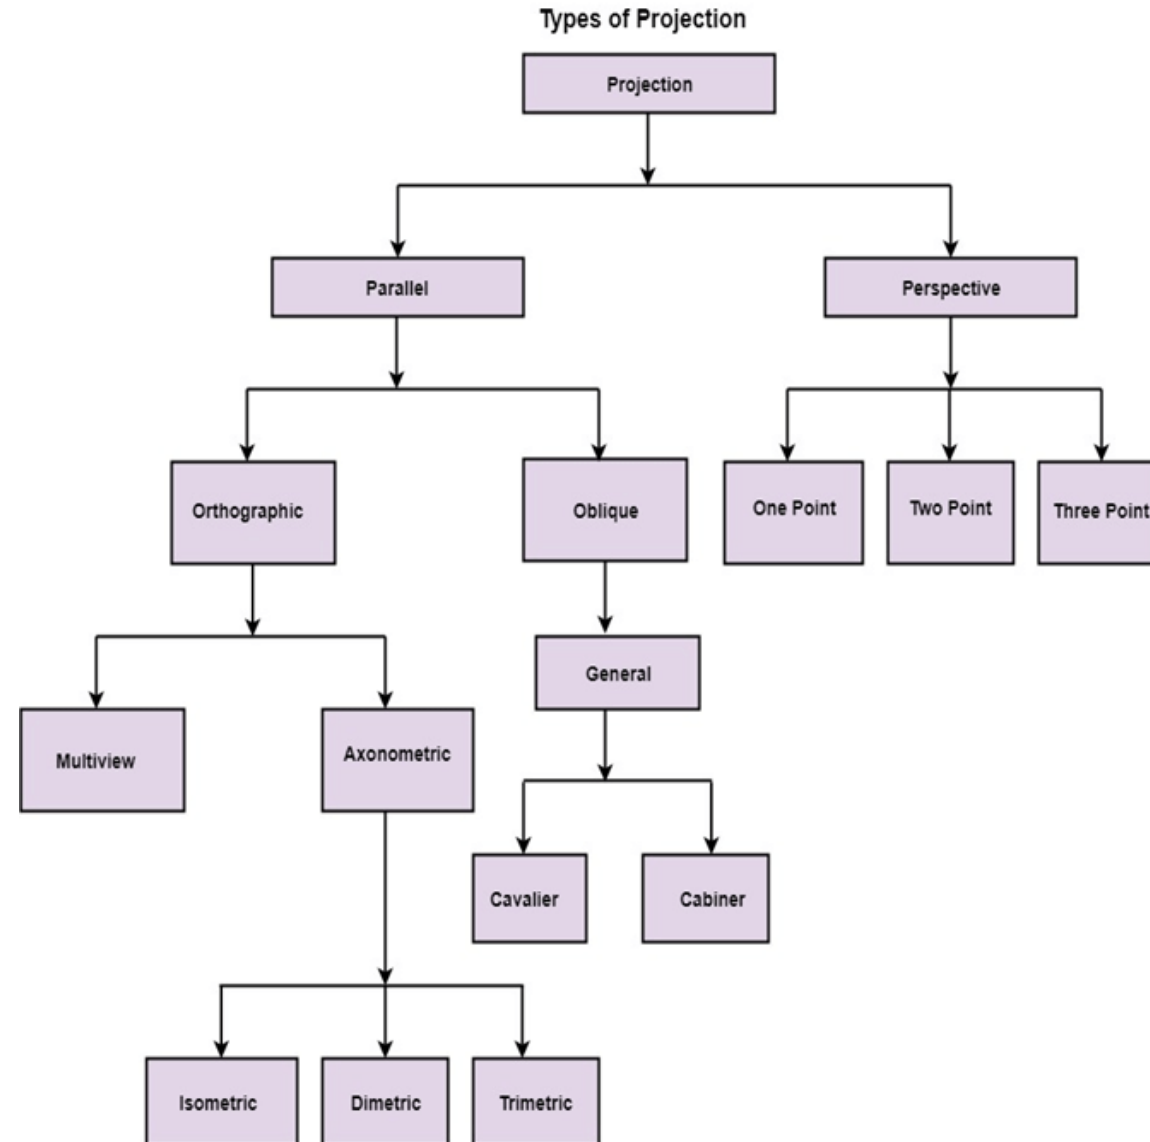 Types of Projection
Projection
Parallel
Perspective
Orthographic
Oblique
One Point
Two Point
Three Point
General
Multiview
Axonometric
Cavalier
Cabiner
Isometric
Dimetric
Trimetric